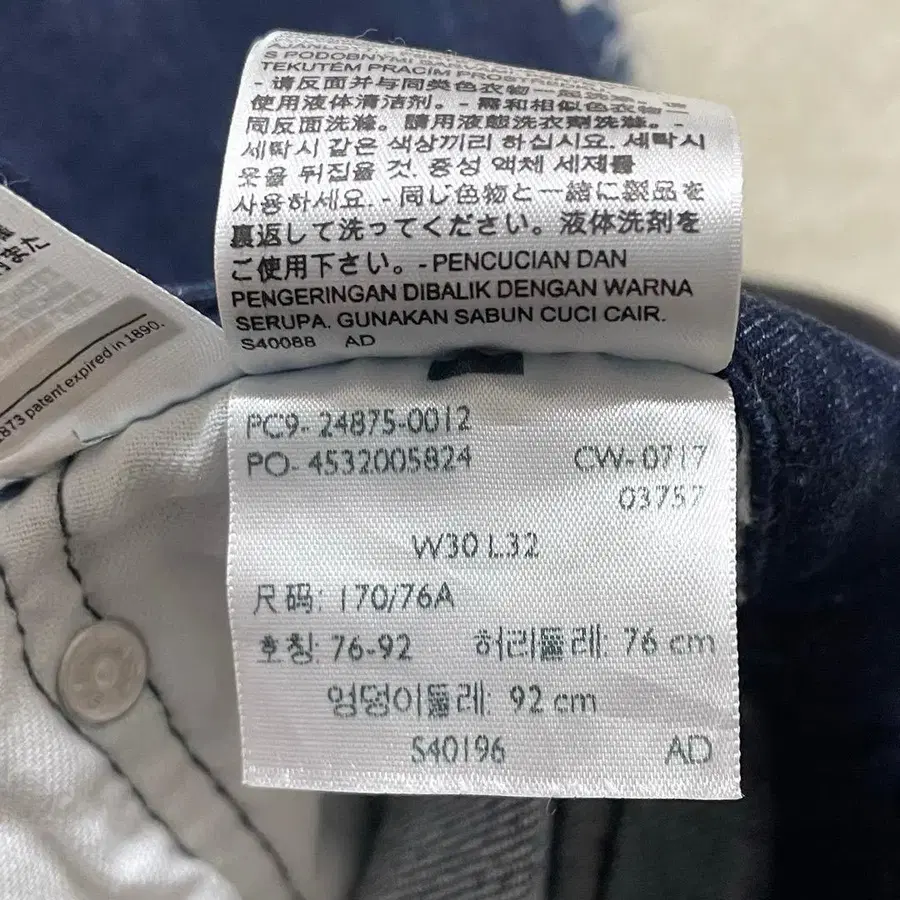 S PODOBNÝMI
TEKUTÉM PRACÍM
- 请反面并与同类色衣物一起
使用液体清洁剂。- 需和相似色衣物一
同反面洗滌。請用液態洗衣劑洗滌。-
세탁시 같은 색상끼리 하십시요. 세탁시
옷을 뒤집을 것. 중성 액체 세제를
사용하세요. - 同じ色物と一緒に製品を
裏返して洗ってください。液体洗剤を
ご使用下さい。- PENCUCIAN DAN
PENGERINGAN DIBALIK DENGAN WARNA
SERUPA. GUNAKAN SABUN CUCI CAIR.
S40088 AD
また
1873 patent expired in 1890.
PC9- 24875-0012
PO- 4532005824 CW- 0717
03757
W30 L32
尺码: 170/76A
호칭: 76-92 허리둘레: 76 cm
엉덩이둘레: 92 cm
S40196 AD